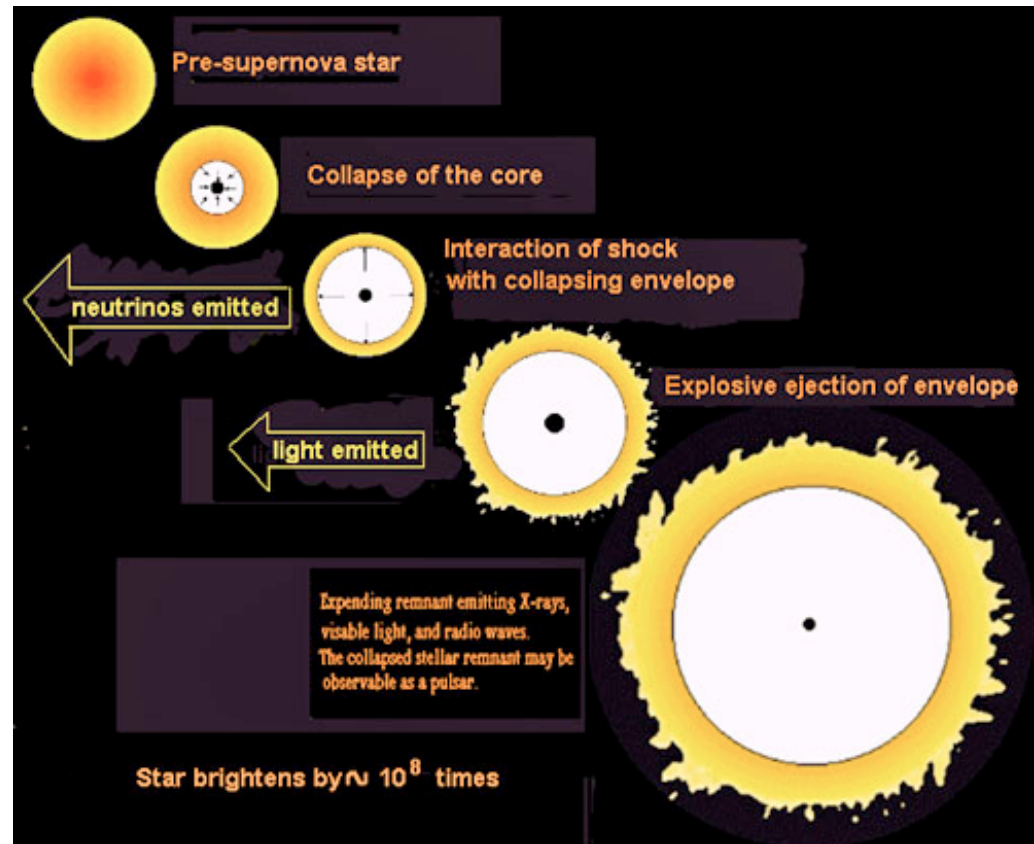 Pre-supernova star
Collapse of the core
Interaction of shock
with collapsing envelope
neutrinos emitted
Explosive ejection of envelope
light emitted
Expending remnant emitting X-rays,
visable light, and radio waves.
The collapsed stellar remnant may be
observable as a pulsar.
Star brightens by ~ 10⁸ times